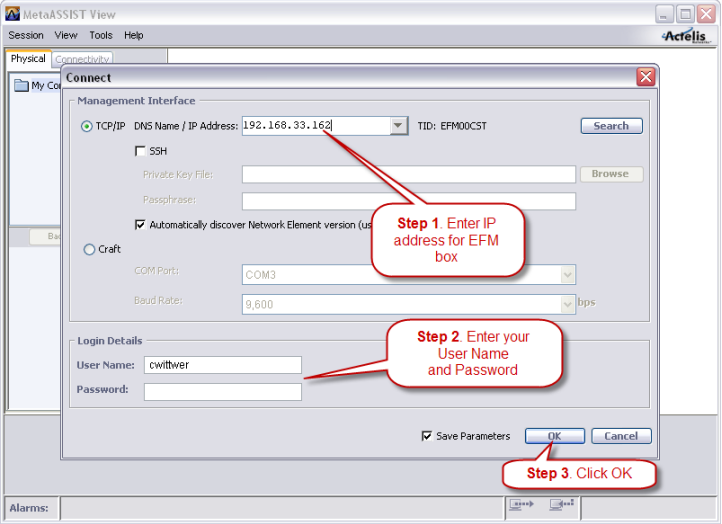 MetaASSIST View
Session View Tools Help
Actelis
Physical Connectivity
My Co
Connect
Management Interface
TCP/IP DNS Name / IP Address: 192.168.33.162 TID: EFM00CST Search
SSH
Private Key File: Browse
Passphrase:
Automatically discover Network Element version (us
Step 1. Enter IP
address for EFM
box
Ba
Craft
COM Port: COM3
Baud Rate: 9,600 bps
Login Details
Step 2. Enter your
User Name
and Password
User Name: cwittwer
Password:
Save Parameters OK Cancel
Step 3. Click OK
Alarms: